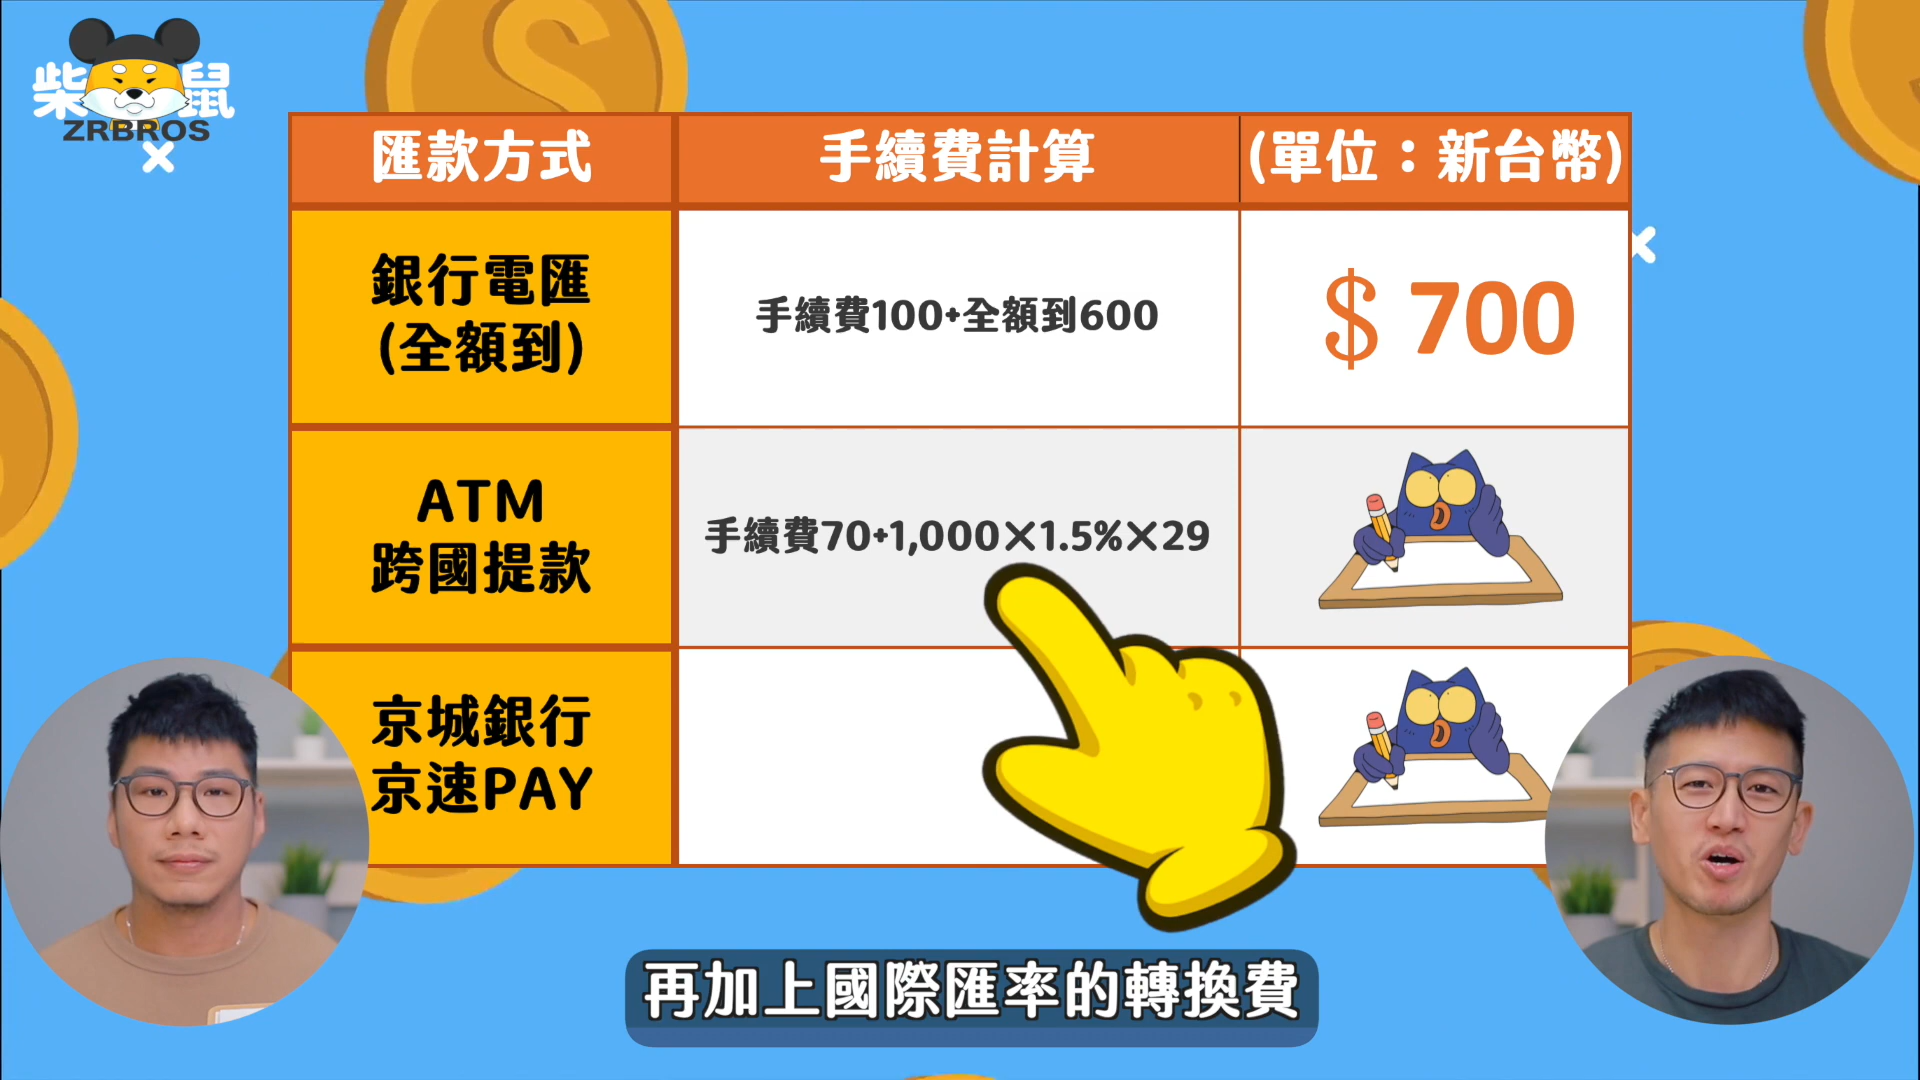 柴鼠
ZRBROS
匯款方式
手續費計算
(單位：新台幣)
銀行電匯
(全額到)
手續費100+全額到600
$ 700
ATM
跨國提款
手續費70+1,000×1.5%×29
京城銀行
京速PAY
再加上國際匯率的轉換費